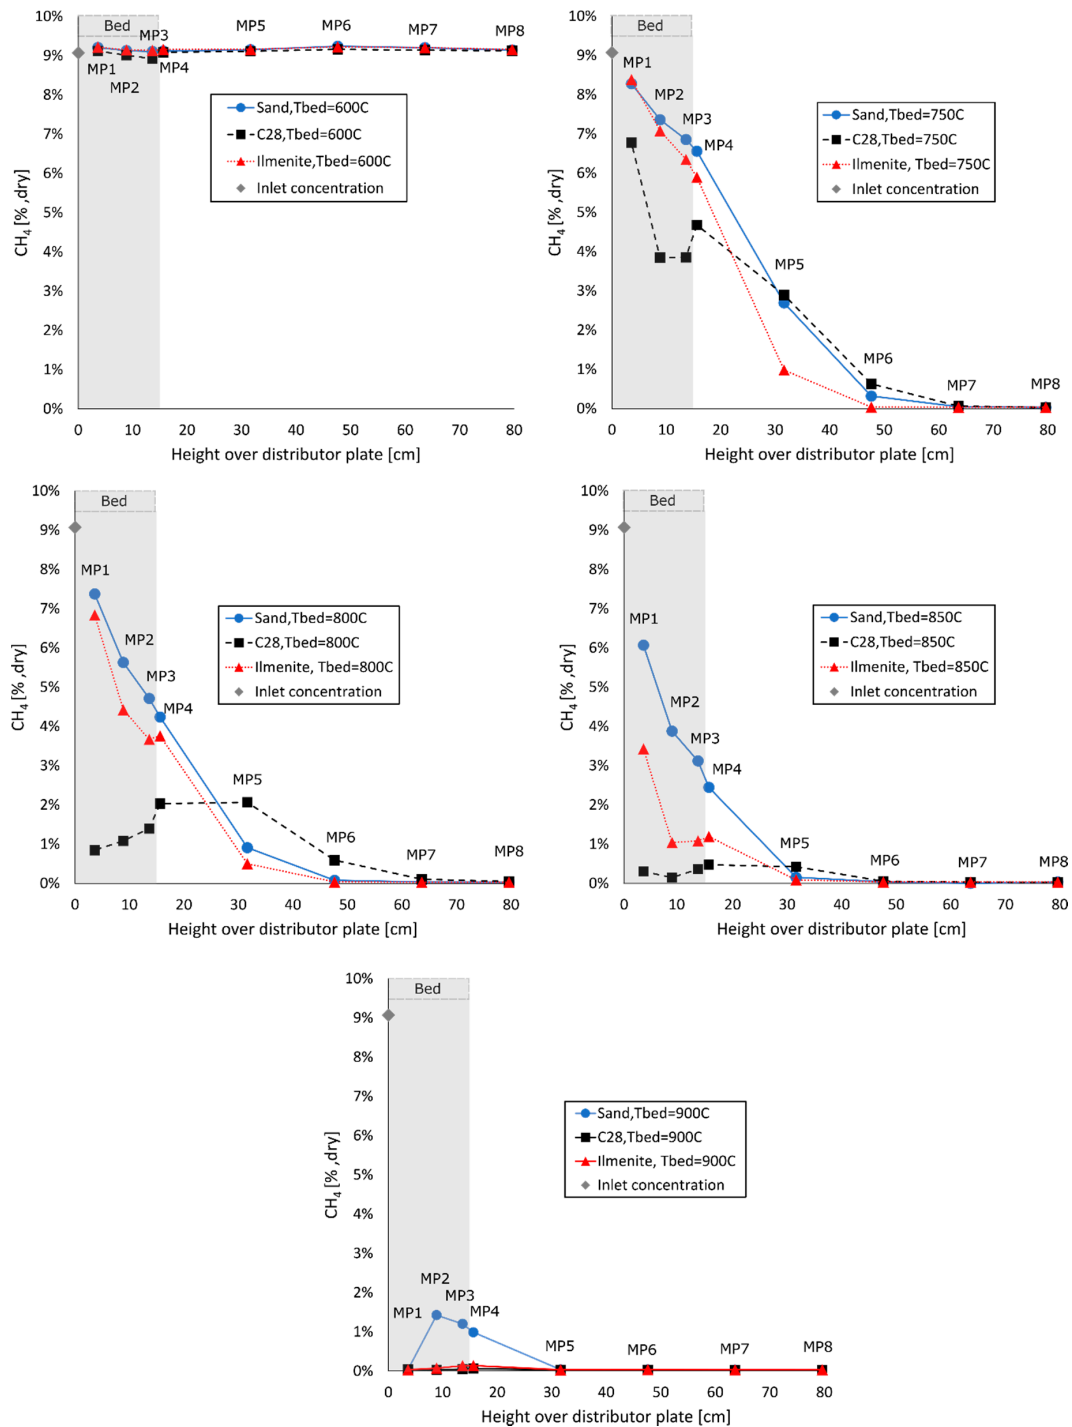 10%
9%
8%
7%
6%
5%
4%
3%
2%
1%
0%
CH4 [% ,dry]
Bed
MP1
MP2
MP3
MP4
MP5
MP6
MP7
MP8
Sand,Tbed=600C
C28,Tbed=600C
Ilmenite,Tbed=600C
Inlet concentration
0 10 20 30 40 50 60 70 80
Height over distributor plate [cm]
10%
9%
8%
7%
6%
5%
4%
3%
2%
1%
0%
CH4 [% ,dry]
Bed
MP1
MP2
MP3
MP4
MP5
MP6
MP7
MP8
Sand,Tbed=750C
C28,Tbed=750C
Ilmenite, Tbed=750C
Inlet concentration
0 10 20 30 40 50 60 70 80
Height over distributor plate [cm]
10%
9%
8%
7%
6%
5%
4%
3%
2%
1%
0%
CH4 [% ,dry]
Bed
MP1
MP2
MP3
MP4
MP5
MP6
MP7
MP8
Sand,Tbed=800C
C28,Tbed=800C
Ilmenite, Tbed=800C
Inlet concentration
0 10 20 30 40 50 60 70 80
Height over distributor plate [cm]
10%
9%
8%
7%
6%
5%
4%
3%
2%
1%
0%
CH4 [% ,dry]
Bed
MP1
MP2
MP3
MP4
MP5
MP6
MP7
MP8
Sand,Tbed=850C
C28,Tbed=850C
Ilmenite, Tbed=850C
Inlet concentration
0 10 20 30 40 50 60 70 80
Height over distributor plate [cm]
10%
9%
8%
7%
6%
5%
4%
3%
2%
1%
0%
CH4 [% ,dry]
Bed
MP1
MP2
MP3
MP4
MP5
MP6
MP7
MP8
Sand,Tbed=900C
C28,Tbed=900C
Ilmenite, Tbed=900C
Inlet concentration
0 10 20 30 40 50 60 70 80
Height over distributor plate [cm]